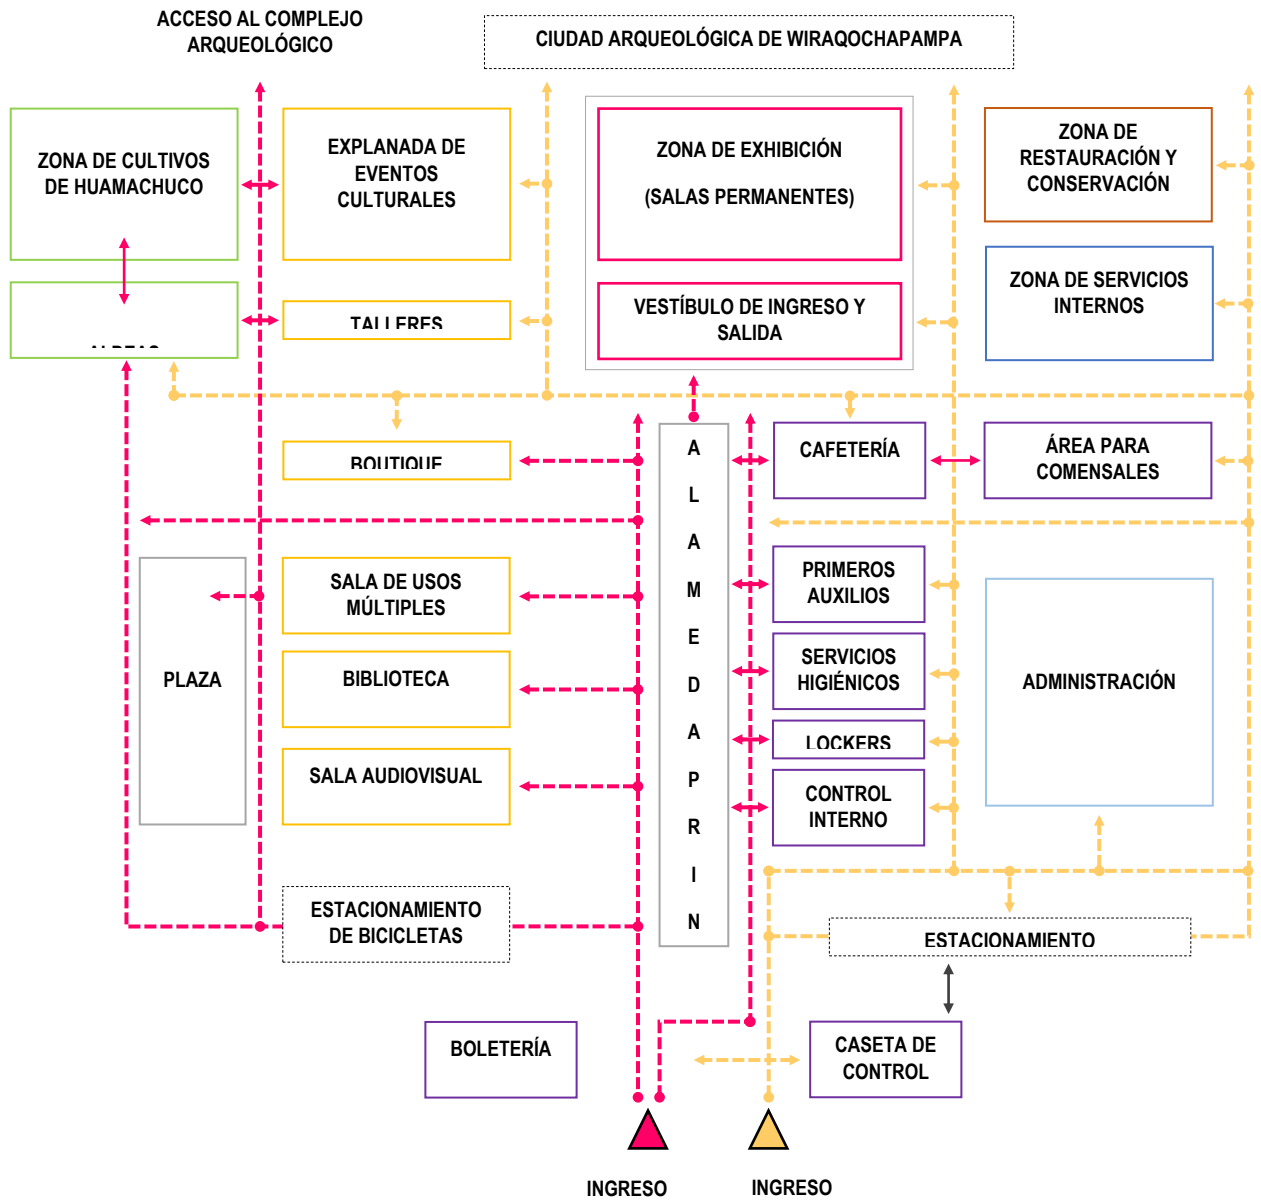 ACCESO AL COMPLEJO
ARQUEOLÓGICO
CIUDAD ARQUEOLÓGICA DE WIRAQOCHAPAMPA
ZONA DE CULTIVOS
DE HUAMACHUCO
EXPLANADA DE
EVENTOS
CULTURALES
ZONA DE EXHIBICIÓN
(SALAS PERMANENTES)
ZONA DE
RESTAURACIÓN Y
CONSERVACIÓN
ZONA DE SERVICIOS
INTERNOS
TALLERES
VESTÍBULO DE INGRESO Y
SALIDA
BOUTIQUE
A
L
A
M
E
D
A
P
R
I
N
CAFETERÍA
ÁREA PARA
COMENSALES
PLAZA
SALA DE USOS
MÚLTIPLES
BIBLIOTECA
SALA AUDIOVISUAL
PRIMEROS
AUXILIOS
SERVICIOS
HIGIÉNICOS
LOCKERS
CONTROL
INTERNO
ADMINISTRACIÓN
ESTACIONAMIENTO
DE BICICLETAS
ESTACIONAMIENTO
BOLETERÍA
CASETA DE
CONTROL
INGRESO
INGRESO